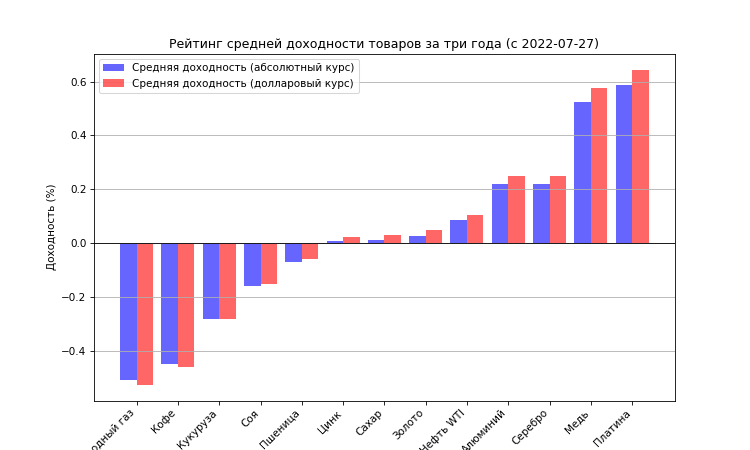 Рейтинг средней доходности товаров за три года (с 2022-07-27)
Средняя доходность (абсолютный курс)
Средняя доходность (долларовый курс)
Доходность (%)
0.6
0.4
0.2
0.0
−0.2
−0.4
одный газ
Кофе
Кукуруза
Соя
Пшеница
Цинк
Сахар
Золото
Нефть WTI
Алюминий
Серебро
Медь
Платина